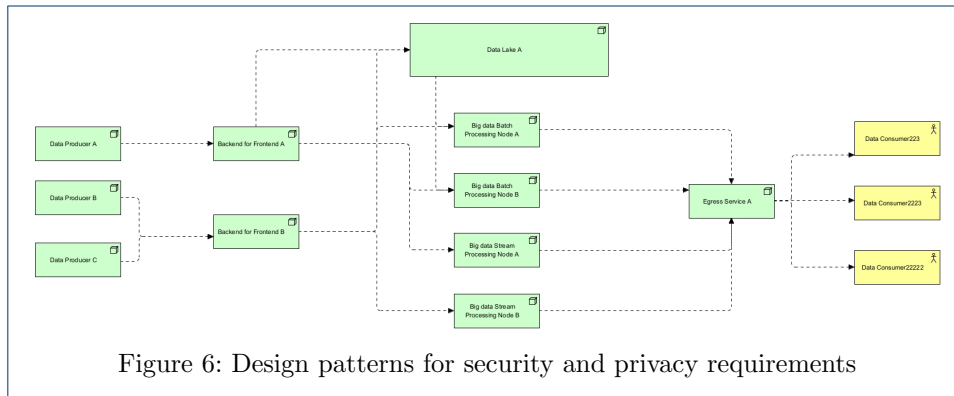 Data Lake A
Big data Batch
Processing Node A
Data Producer A
Backend for Frontend A
Data Consumer223
Data Producer B
Big data Batch
Processing Node B
Egress Service A
Data Consumer2223
Backend for Frontend B
Data Producer C
Big data Stream
Processing Node A
Data Consumer22222
Big data Stream
Processing Node B
Figure 6: Design patterns for security and privacy requirements